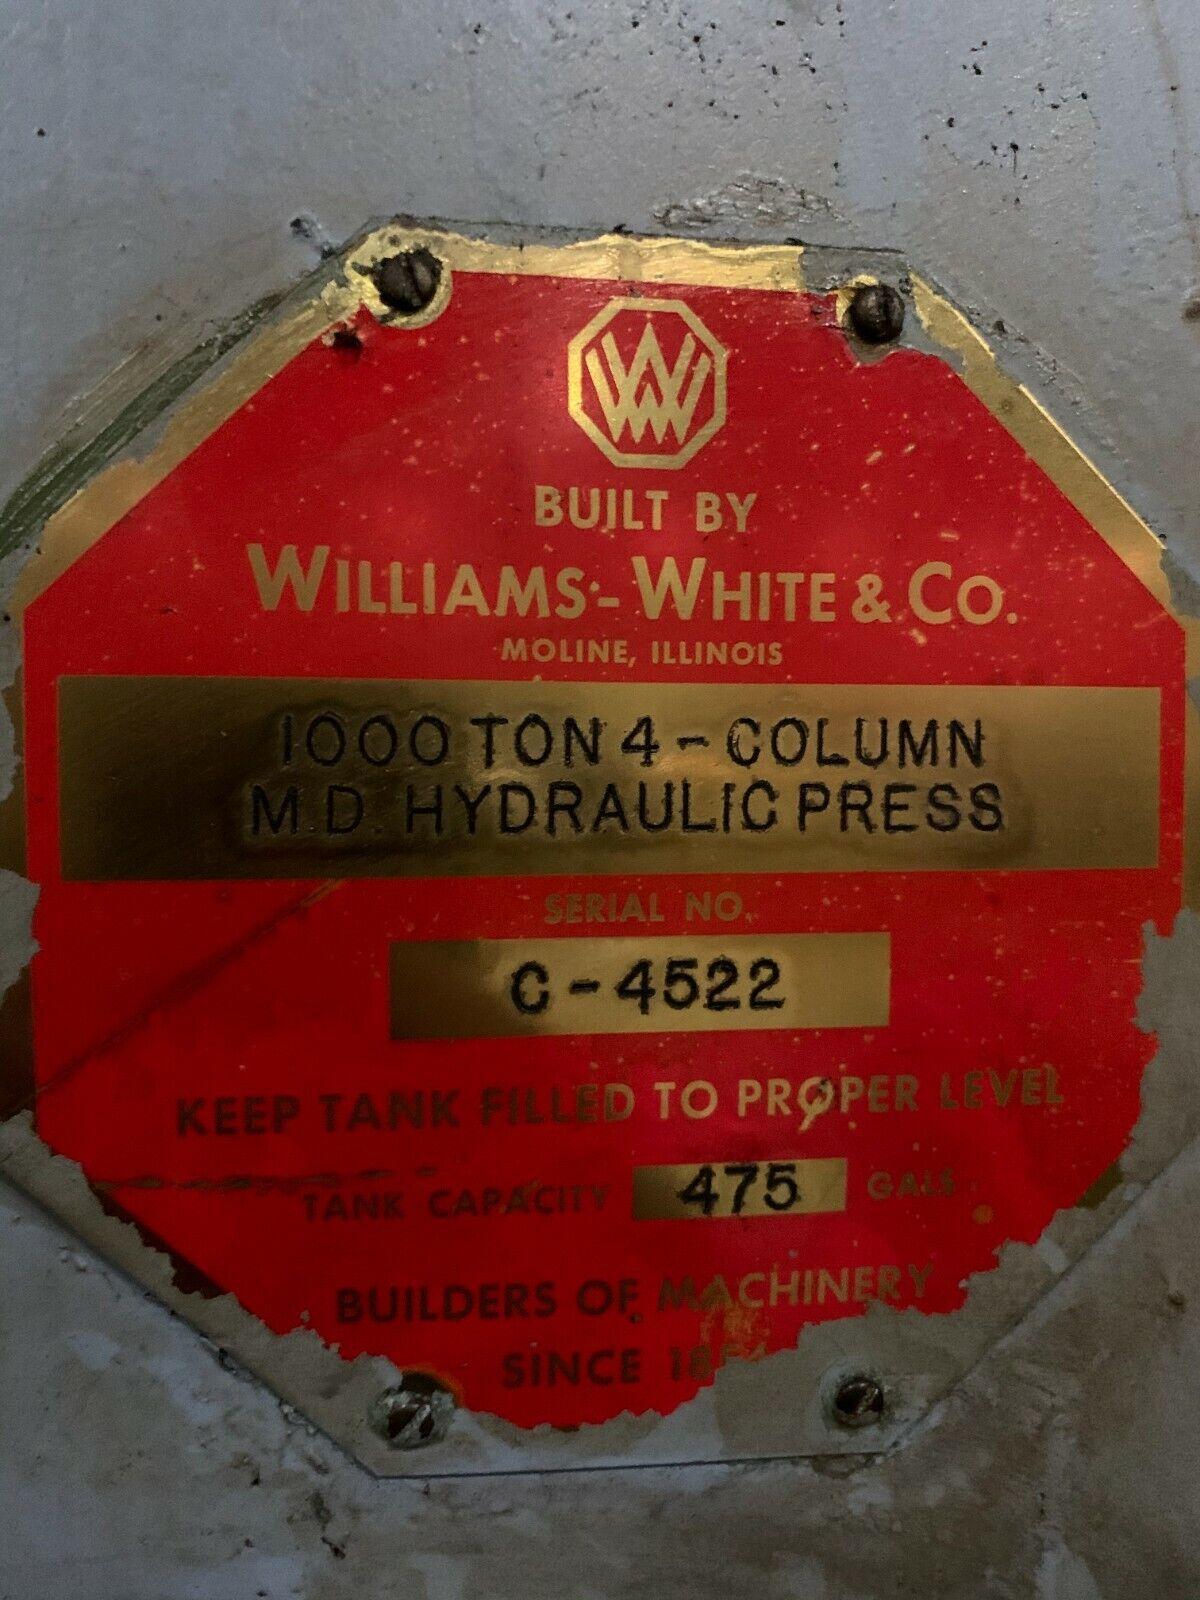 BUILT BY
WILLIAMS-WHITE & CO.
MOLINE, ILLINOIS
1000 TON 4-COLUMN
M.D. HYDRAULIC PRESS
SERIAL NO.
C-4522
KEEP TANK FILLED TO PROPER LEVEL
TANK CAPACITY 475 GALS
BUILDERS OF MACHINERY
SINCE